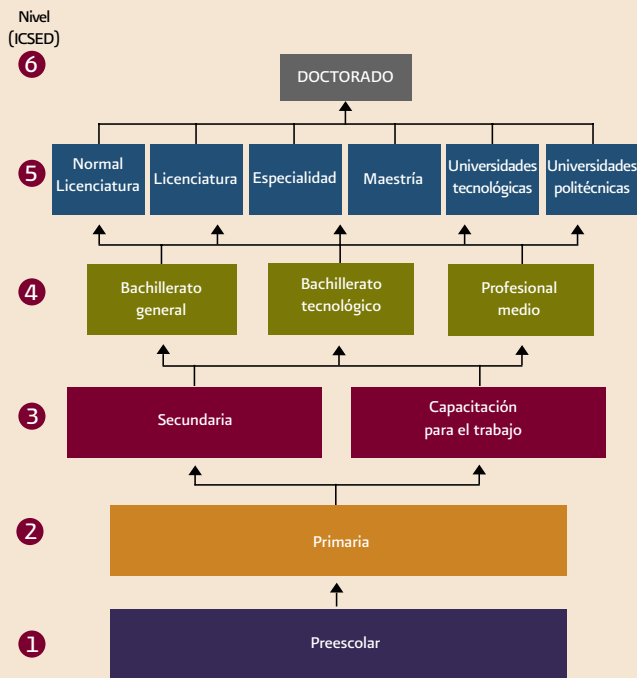 Nivel
(ICSED)
6
DOCTORADO
5
Normal
Licenciatura
Licenciatura
Especialidad
Maestría
Universidades
tecnológicas
Universidades
politécnicas
4
Bachillerato
general
Bachillerato
tecnológico
Profesional
medio
3
Secundaria
Capacitación
para el trabajo
2
Primaria
1
Preescolar